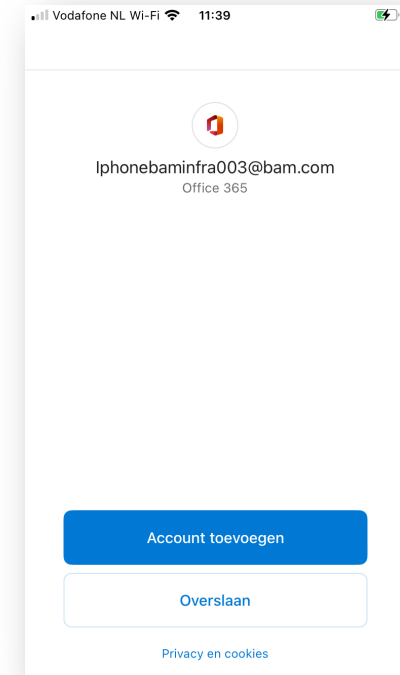 Vodafone NL Wi-Fi 11:39
Iphonebaminfra003@bam.com
Office 365
Account toevoegen
Overslaan
Privacy en cookies